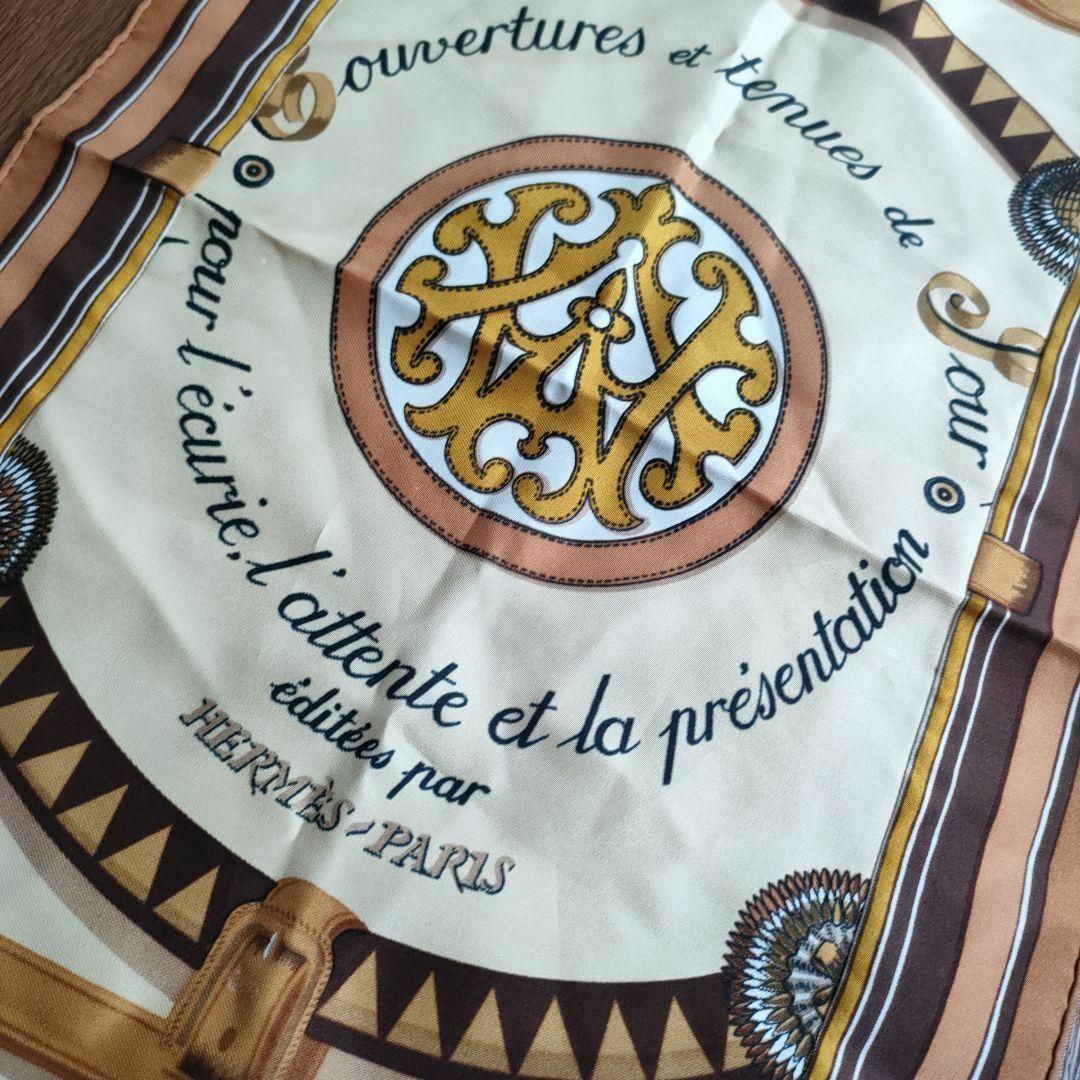 Couvertures et tenues de Jour
pour l'écurie, l'attente et la présentation
éditées par
HERMÈS-PARIS